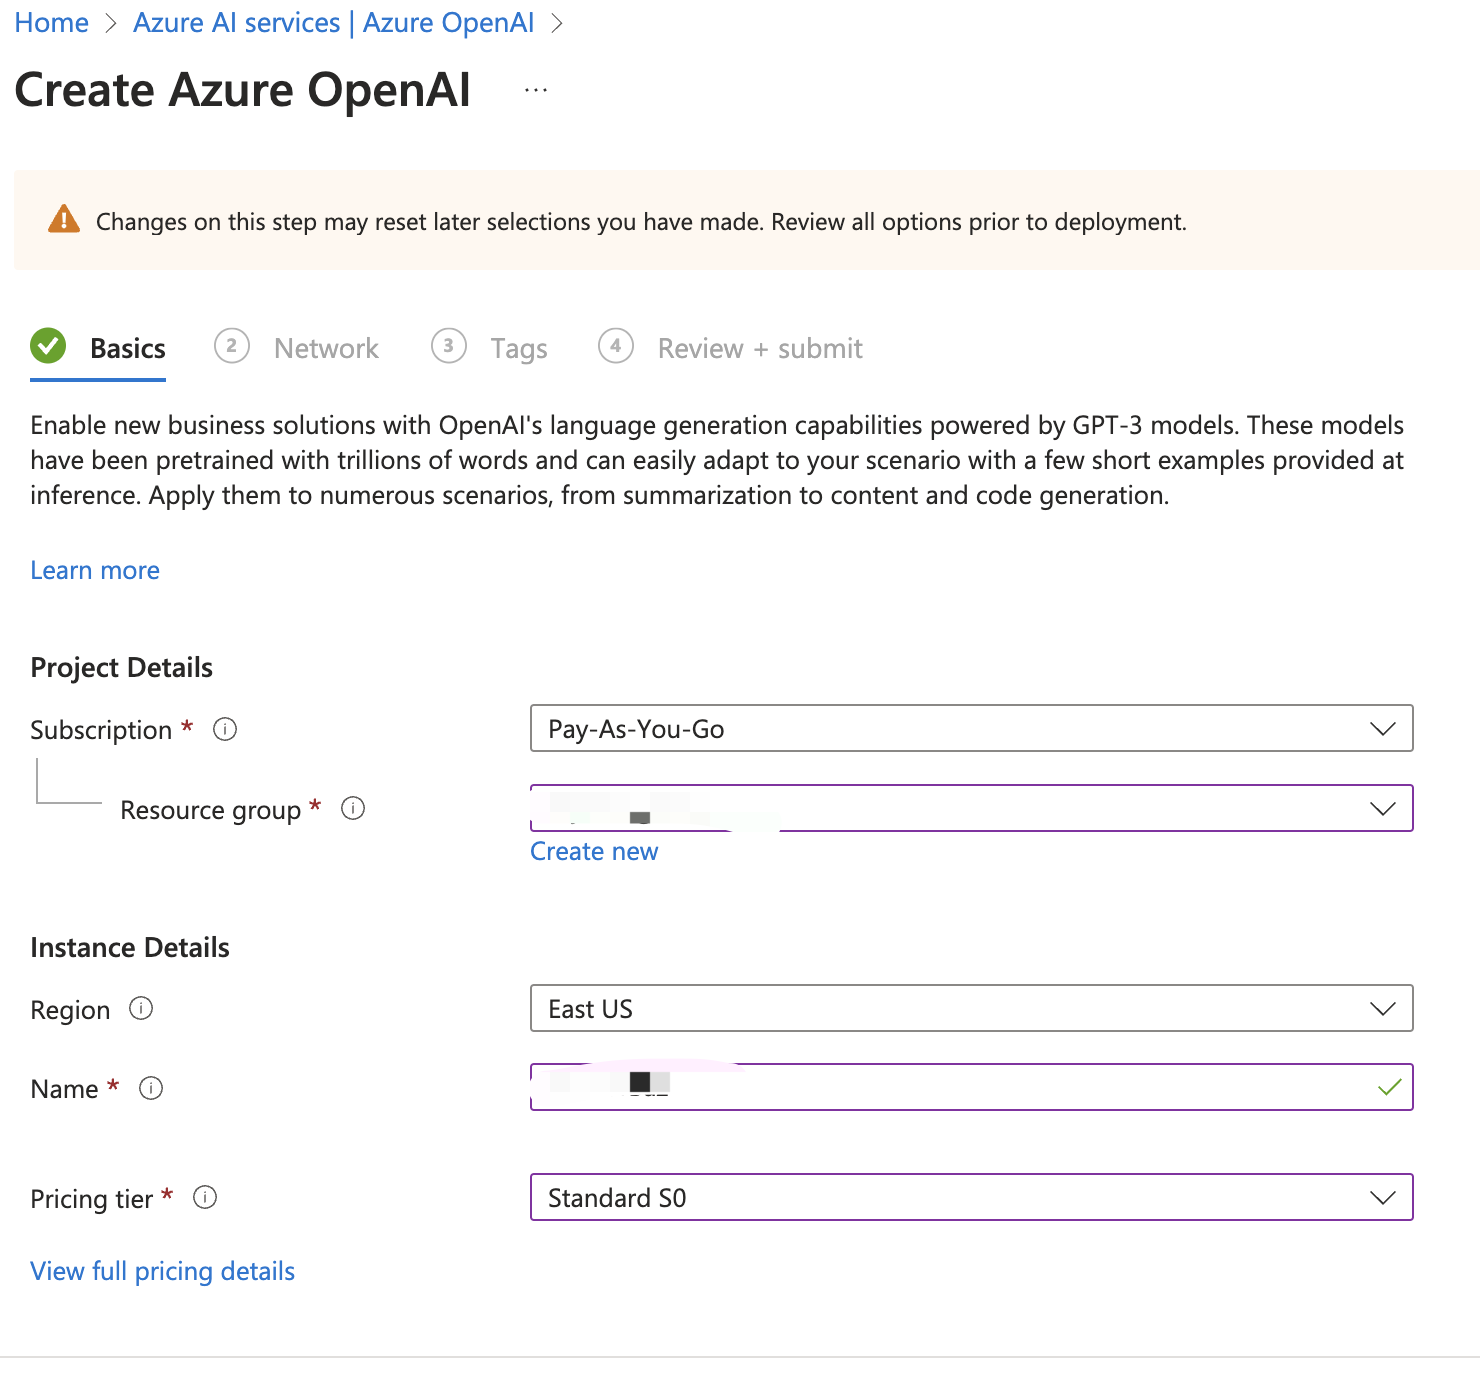 Home > Azure AI services | Azure OpenAI >
Create Azure OpenAI ...
Changes on this step may reset later selections you have made. Review all options prior to deployment.
Basics 2 Network 3 Tags 4 Review + submit
Enable new business solutions with OpenAI's language generation capabilities powered by GPT-3 models. These models
have been pretrained with trillions of words and can easily adapt to your scenario with a few short examples provided at
inference. Apply them to numerous scenarios, from summarization to content and code generation.
Learn more
Project Details
Subscription * Pay-As-You-Go
Resource group *
Create new
Instance Details
Region East US
Name *
Pricing tier * Standard S0
View full pricing details